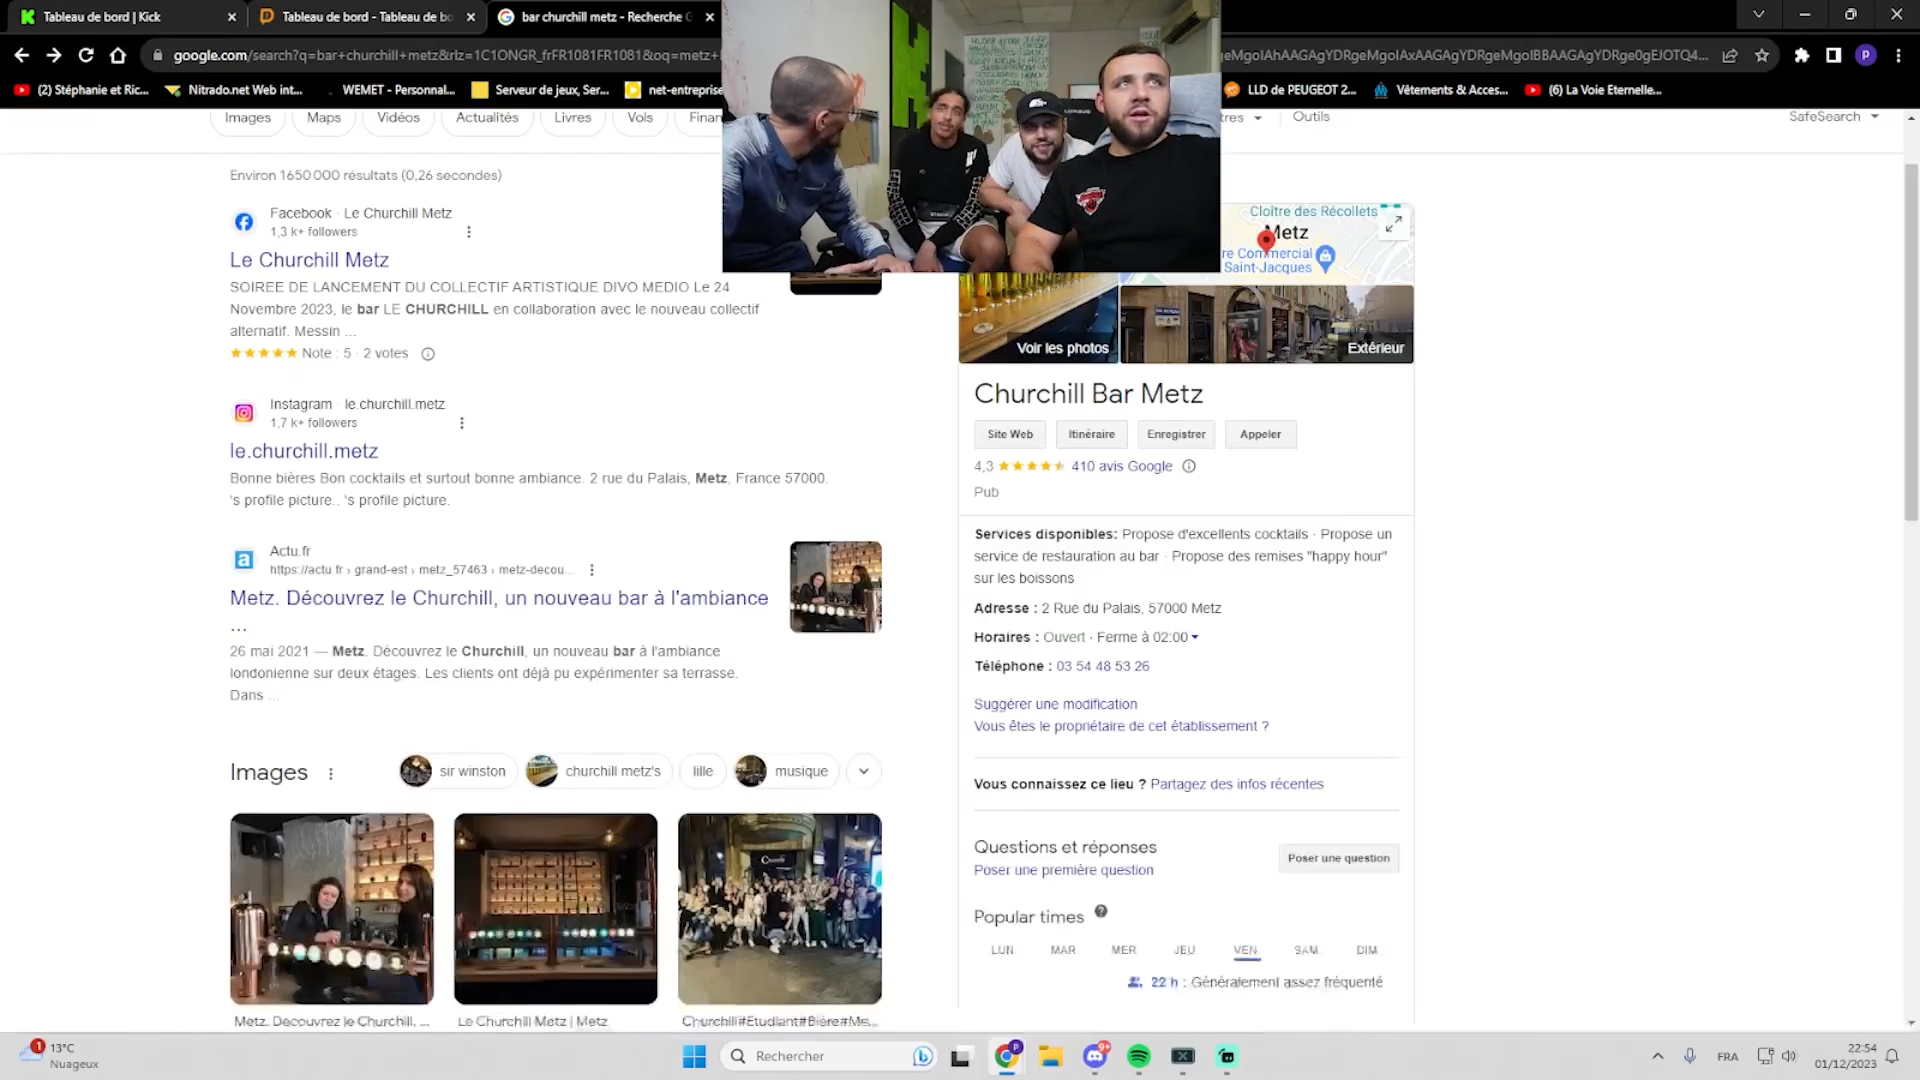 Tableau de bord | Kick
Tableau de bord - Tableau de bo
bar churchill metz - Recherche G
google.com/search?q=bar+churchill+metz&rlz=1C1ONGR_frFR1081FR1081&oq=metz+
eMgoIAhAAGAgYDRgeMgoIAxAAGAgYDRgeMgoIBBAAGAgYDRge0gEJOTQ4...
(2) Stéphanie et Ric...
Nitrado.net Web int...
WEMET - Personnal...
Serveur de jeux, Ser...
net-entreprise
LLD de PEUGEOT 2...
Vêtements & Acces...
(6) La Voie Eternelle...
Images
Maps
Vidéos
Actualités
Livres
Vols
Finan
tres
Outils
SafeSearch
Environ 1 650 000 résultats (0,26 secondes)
Facebook · Le Churchill Metz
1,3 k+ followers
Le Churchill Metz
SOIREE DE LANCEMENT DU COLLECTIF ARTISTIQUE DIVO MEDIO Le 24
Novembre 2023, le bar LE CHURCHILL en collaboration avec le nouveau collectif
alternatif. Messin ...
Note : 5 · 2 votes
Instagram · le.churchill.metz
1,7 k+ followers
le.churchill.metz
Bonne bières Bon cocktails et surtout bonne ambiance. 2 rue du Palais, Metz, France 57000.
's profile picture.. 's profile picture.
Actu.fr
https://actu.fr › grand-est › metz_57463 › metz-decou...
Metz. Découvrez le Churchill, un nouveau bar à l'ambiance
...
26 mai 2021 — Metz. Découvrez le Churchill, un nouveau bar à l'ambiance
londonienne sur deux étages. Les clients ont déjà pu expérimenter sa terrasse.
Dans ...
Images
sir winston
churchill metz's
lille
musique
Metz. Découvrez le Churchill, ...
Le Churchill Metz | Metz
Churchill#Etudiant#Bière#Me...
Cloître des Récollets
Metz
re Commercial
Saint-Jacques
Voir les photos
Extérieur
Churchill Bar Metz
Site Web
Itinéraire
Enregistrer
Appeler
4,3
410 avis Google
Pub
Services disponibles: Propose d'excellents cocktails · Propose un
service de restauration au bar · Propose des remises "happy hour"
sur les boissons
Adresse : 2 Rue du Palais, 57000 Metz
Horaires : Ouvert · Ferme à 02:00
Téléphone : 03 54 48 53 26
Suggérer une modification
Vous êtes le propriétaire de cet établissement ?
Vous connaissez ce lieu ? Partagez des infos récentes
Questions et réponses
Poser une première question
Poser une question
Popular times
LUN
MAR
MER
JEU
VEN
SAM
DIM
22 h : Généralement assez fréquenté
1
13°C
Nuageux
Rechercher
9+
FRA
22:54
01/12/2023